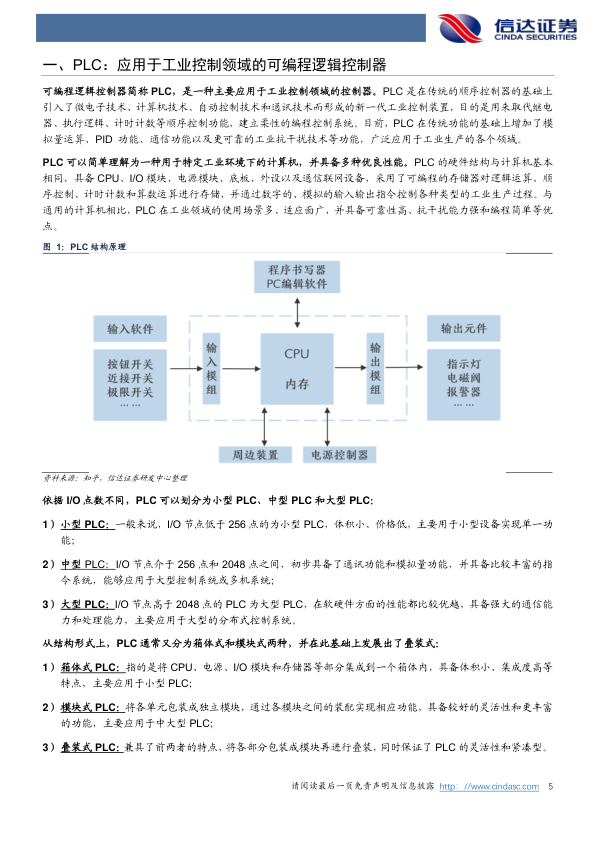 信达证券
CINDA SECURITIES
一、PLC：应用于工业控制领域的可编程逻辑控制器
可编程逻辑控制器简称 PLC，是一种主要应用于工业控制领域的控制器。PLC 是在传统的顺序控制器的基础上
引入了微电子技术、计算机技术、自动控制技术和通讯技术而形成的新一代工业控制装置，目的是用来取代继电
器、执行逻辑、计时计数等顺序控制功能，建立柔性的编程控制系统。目前，PLC 在传统功能的基础上增加了模
拟量运算、PID 功能、通信功能以及更可靠的工业抗干扰技术等功能，广泛应用于工业生产的各个领域。
PLC 可以简单理解为一种用于特定工业环境下的计算机，并具备多种优良性能。PLC 的硬件结构与计算机基本
相同，具备 CPU、I/O 模块、电源模块、底板、外设以及通信联网设备，采用了可编程的存储器对逻辑运算、顺
序控制、计时计数和算数运算进行存储，并通过数字的、模拟的输入输出指令控制各种类型的工业生产过程。与
通用的计算机相比，PLC 在工业领域的使用场景多、适应面广，并具备可靠性高、抗干扰能力强和编程简单等优
点。
图 1：PLC 结构原理
程序书写器
PC编辑软件
输入软件
输出元件
按钮开关
近接开关
极限开关
… …
输入模组
CPU
内存
输出模组
指示灯
电磁阀
报警器
… …
周边装置
电源控制器
资料来源：知乎，信达证券研发中心整理
依据 I/O 点数不同，PLC 可以划分为小型 PLC、中型 PLC 和大型 PLC：
1）小型 PLC：一般来说，I/O 节点低于 256 点的为小型 PLC，体积小、价格低，主要用于小型设备实现单一功
能；
2）中型 PLC：I/O 节点介于 256 点和 2048 点之间，初步具备了通讯功能和模拟量功能，并具备比较丰富的指
令系统，能够应用于大型控制系统或多机系统；
3）大型 PLC：I/O 节点高于 2048 点的 PLC 为大型 PLC，在软硬件方面的性能都比较优越，具备强大的通信能
力和处理能力，主要应用于大型的分布式控制系统。
从结构形式上，PLC 通常又分为箱体式和模块式两种，并在此基础上发展出了叠装式：
1）箱体式 PLC：指的是将 CPU、电源、I/O 模块和存储器等部分集成到一个箱体内，具备体积小、集成度高等
特点，主要应用于小型 PLC；
2）模块式 PLC：将各单元包装成独立模块，通过各模块之间的装配实现相应功能，具备较好的灵活性和更丰富
的功能，主要应用于中大型 PLC；
3）叠装式 PLC：兼具了前两者的特点，将各部分包装成模块再进行叠装，同时保证了 PLC 的灵活性和紧凑型。
请阅读最后一页免责声明及信息披露 http：//www.cindasc.com 5